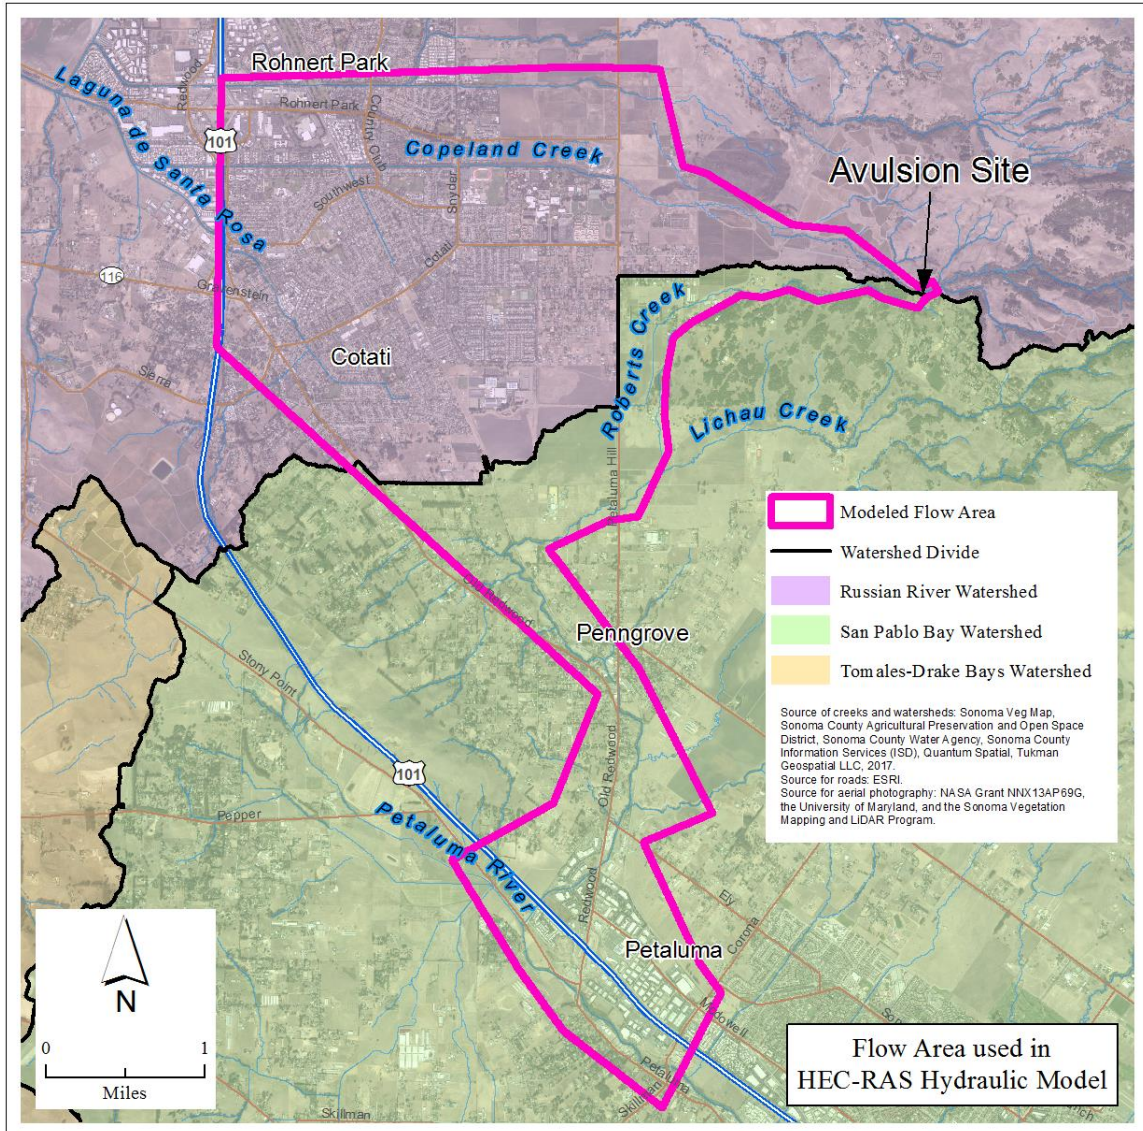 Rohnert Park
Laguna de Santa Rosa
Redwood
Rohnert Park
Country Club
101
Copeland Creek
Avulsion Site
Southwest
Snyder
Cotati
116
Gravenstein
Roberts Creek
Cotati
Sierra
Lichau Creek
Petaluma Hill
Modeled Flow Area
Watershed Divide
Russian River Watershed
San Pablo Bay Watershed
Tomales-Drake Bays Watershed
Source of creeks and watersheds: Sonoma Veg Map,
Sonoma County Agricultural Preservation and Open Space
District, Sonoma County Water Agency, Sonoma County
Information Services (ISD), Quantum Spatial, Tukman
Geospatial LLC, 2017.
Source for roads: ESRI.
Source for aerial photography: NASA Grant NNX13AP69G,
the University of Maryland, and the Sonoma Vegetation
Mapping and LiDAR Program.
Old Redwood
Penngrove
Stony Point
101
Old Redwood
Pepper
Petaluma River
Redwood
Ely
Corona
Petaluma
McDowell
N
0
1
Miles
Petaluma
Skillman
Skillman
Flow Area used in
HEC-RAS Hydraulic Model